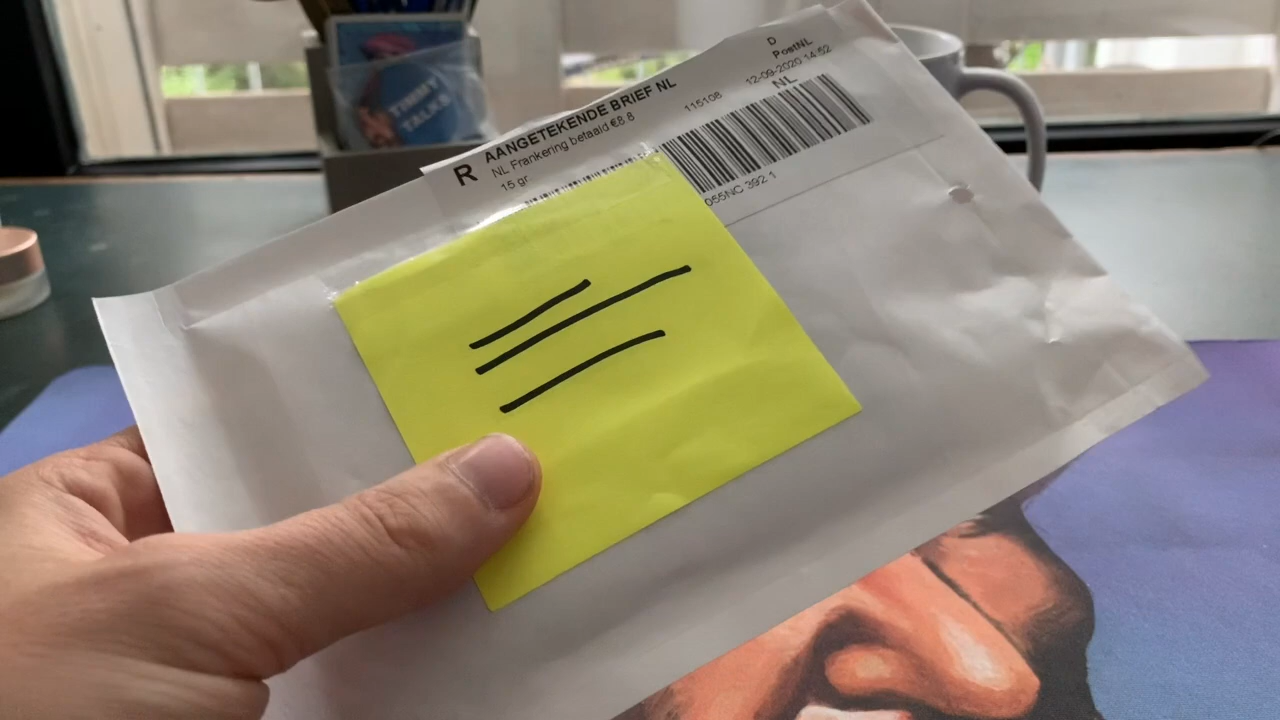 R AANGETEKENDE BRIEF NL
NL Frankering betaald €8.8
15 gr
115108
D
PostNL
12-09-2020 14:52
NL
055NC 392 1
TIMMY
TALKS